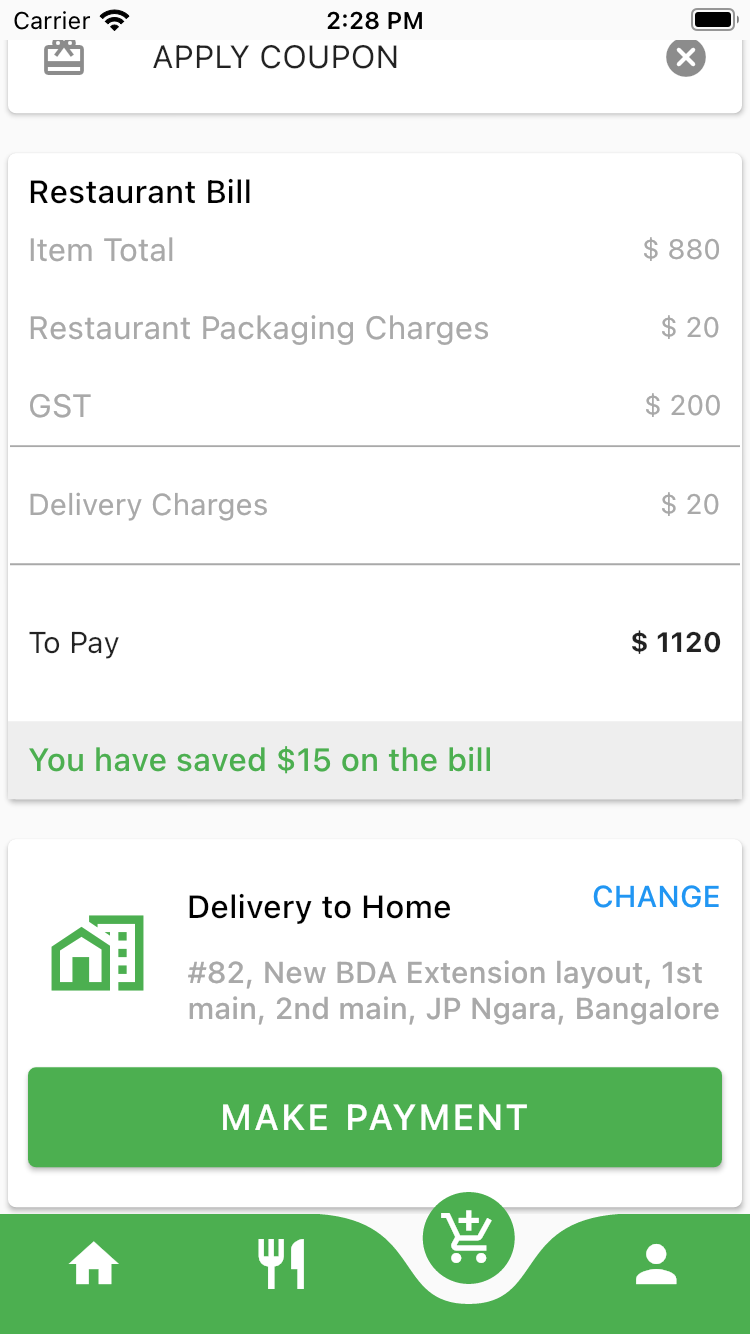 Carrier 2:28 PM
APPLY COUPON
Restaurant Bill
Item Total $ 880
Restaurant Packaging Charges $ 20
GST $ 200
Delivery Charges $ 20
To Pay $ 1120
You have saved $15 on the bill
Delivery to Home CHANGE
#82, New BDA Extension layout, 1st
main, 2nd main, JP Ngara, Bangalore
MAKE PAYMENT